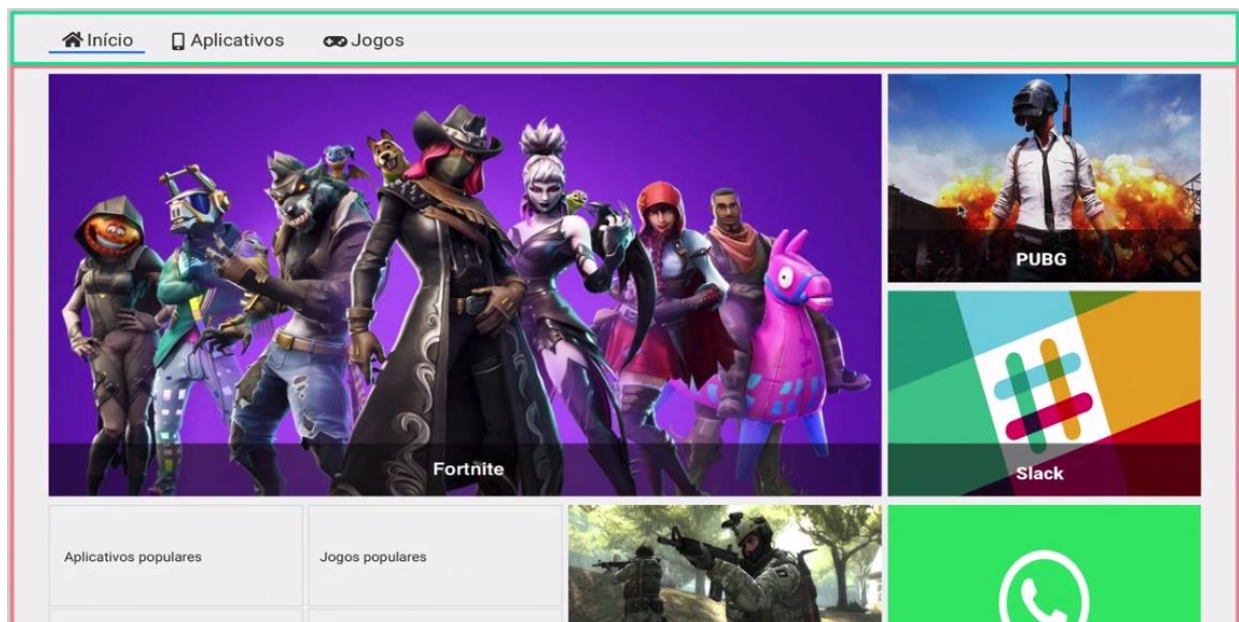 Início
Aplicativos
Jogos
Fortnite
PUBG
Slack
Aplicativos populares
Jogos populares